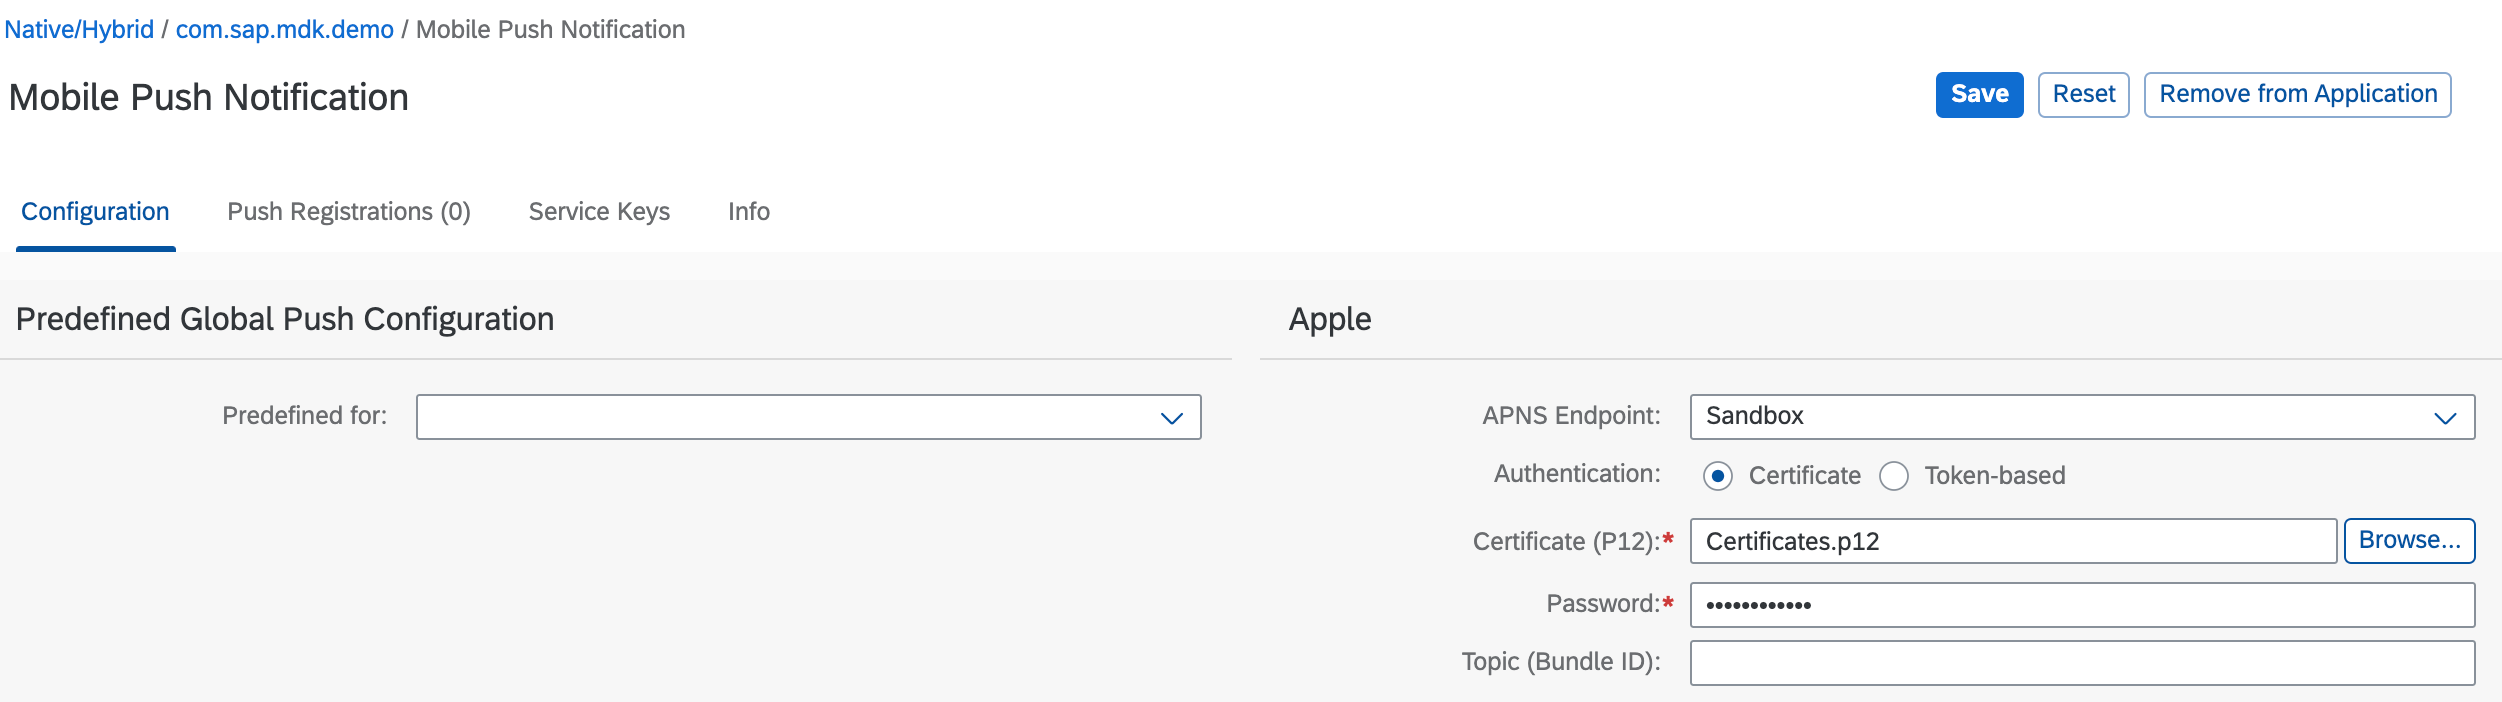 Native/Hybrid / com.sap.mdk.demo / Mobile Push Notification
Mobile Push Notification
Save Reset Remove from Application
Configuration Push Registrations (0) Service Keys Info
Predefined Global Push Configuration
Predefined for:
Apple
APNS Endpoint: Sandbox
Authentication: Certificate Token-based
Certificate (P12):* Certificates.p12 Browse...
Password:* ••••••••••••
Topic (Bundle ID):